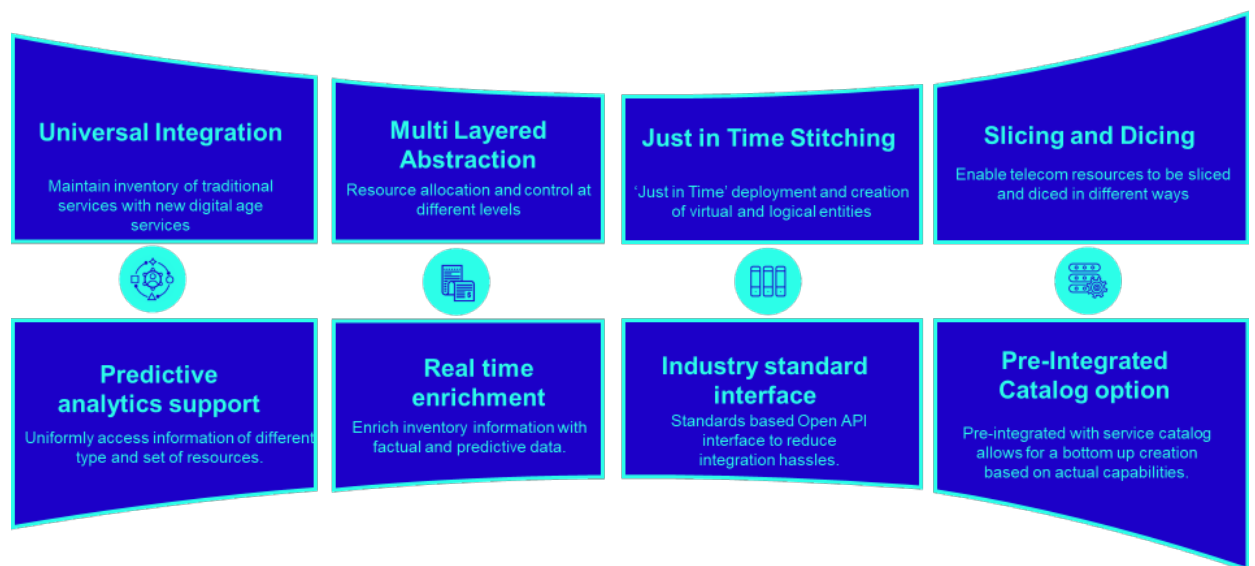 Universal Integration
Maintain inventory of traditional
services with new digital age
services
Multi Layered
Abstraction
Resource allocation and control at
different levels
Just in Time Stitching
‘Just in Time’ deployment and creation
of virtual and logical entities
Slicing and Dicing
Enable telecom resources to be sliced
and diced in different ways
Predictive
analytics support
Uniformly access information of different
type and set of resources.
Real time
enrichment
Enrich inventory information with
factual and predictive data.
Industry standard
interface
Standards based Open API
interface to reduce
integration hassles.
Pre-Integrated
Catalog option
Pre-integrated with service catalog
allows for a bottom up creation
based on actual capabilities.